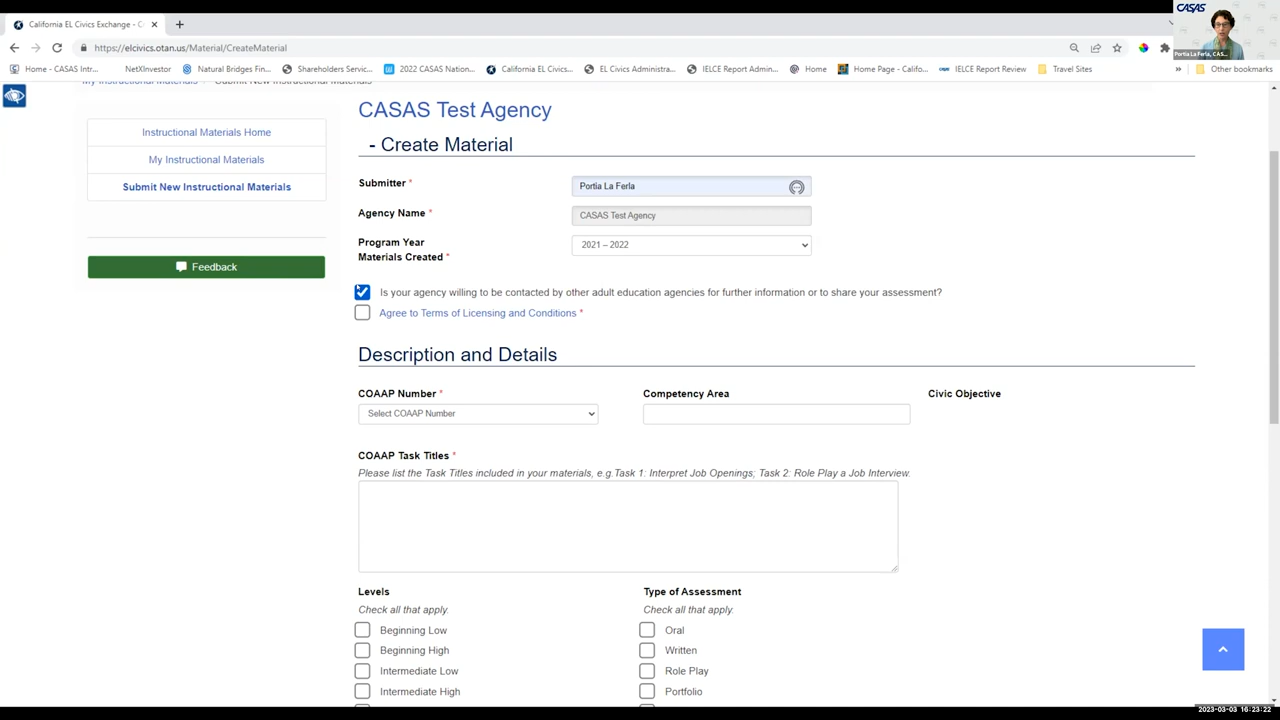 California EL Civics Exchange - C
https://elcivics.otan.us/Material/CreateMaterial
CASAS
Portia La Ferla, CAS...
Home - CASAS Intr...
NetXInvestor
Natural Bridges Fin...
Shareholders Servic...
2022 CASAS Nation...
California EL Civics...
EL Civics Administra...
IELCE Report Admin...
Home
Home Page - Califo...
IELCE Report Review
Travel Sites
Other bookmarks
My Instructional Materials
Submit New Instructional Materials
CASAS Test Agency
- Create Material
Instructional Materials Home
My Instructional Materials
Submit New Instructional Materials
Feedback
Submitter *
Portia La Ferla
Agency Name *
CASAS Test Agency
Program Year
Materials Created *
2021 – 2022
Is your agency willing to be contacted by other adult education agencies for further information or to share your assessment?
Agree to Terms of Licensing and Conditions *
Description and Details
COAAP Number *
Competency Area
Civic Objective
Select COAAP Number
COAAP Task Titles *
Please list the Task Titles included in your materials, e.g.Task 1: Interpret Job Openings; Task 2: Role Play a Job Interview.
Levels
Type of Assessment
Check all that apply.
Check all that apply.
Beginning Low
Oral
Beginning High
Written
Intermediate Low
Role Play
Intermediate High
Portfolio
2023-03-03 16:23:22